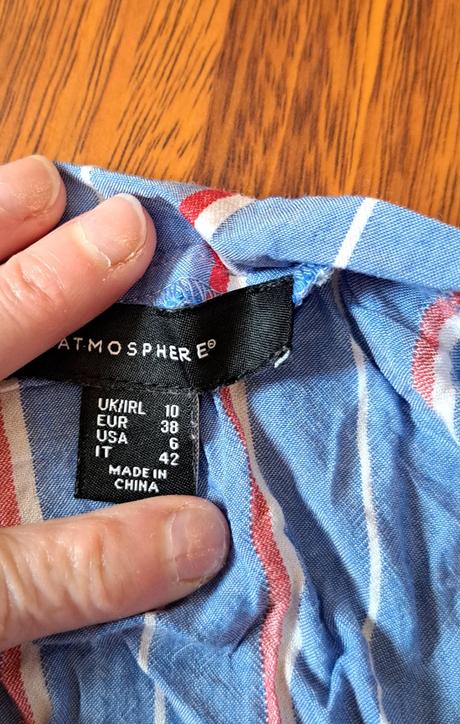 ATMOSPHERE®
UK/IRL 10
EUR 38
USA 6
IT 42
MADE IN
CHINA